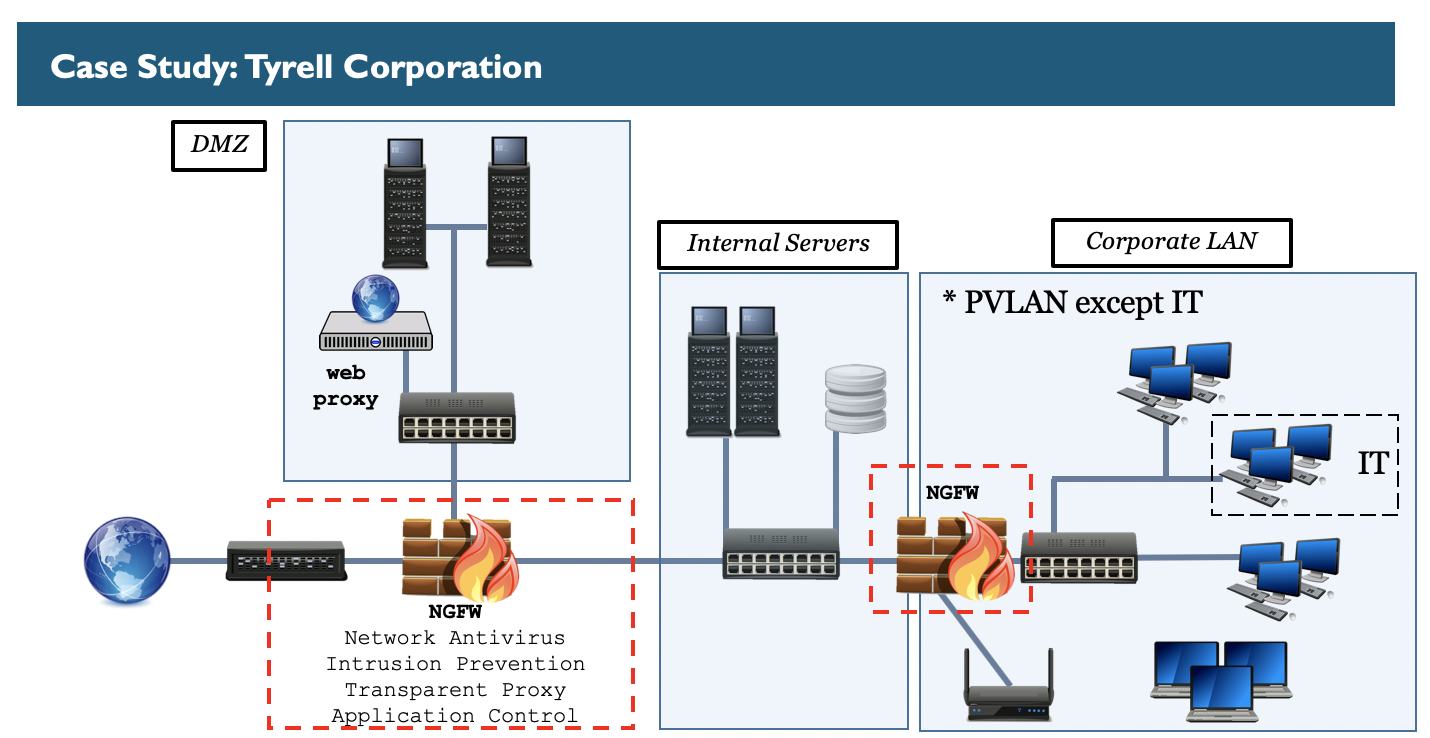 Case Study: Tyrell Corporation
DMZ
web
proxy
Internal Servers
Corporate LAN
* PVLAN except IT
IT
NGFW
NGFW
Network Antivirus
Intrusion Prevention
Transparent Proxy
Application Control